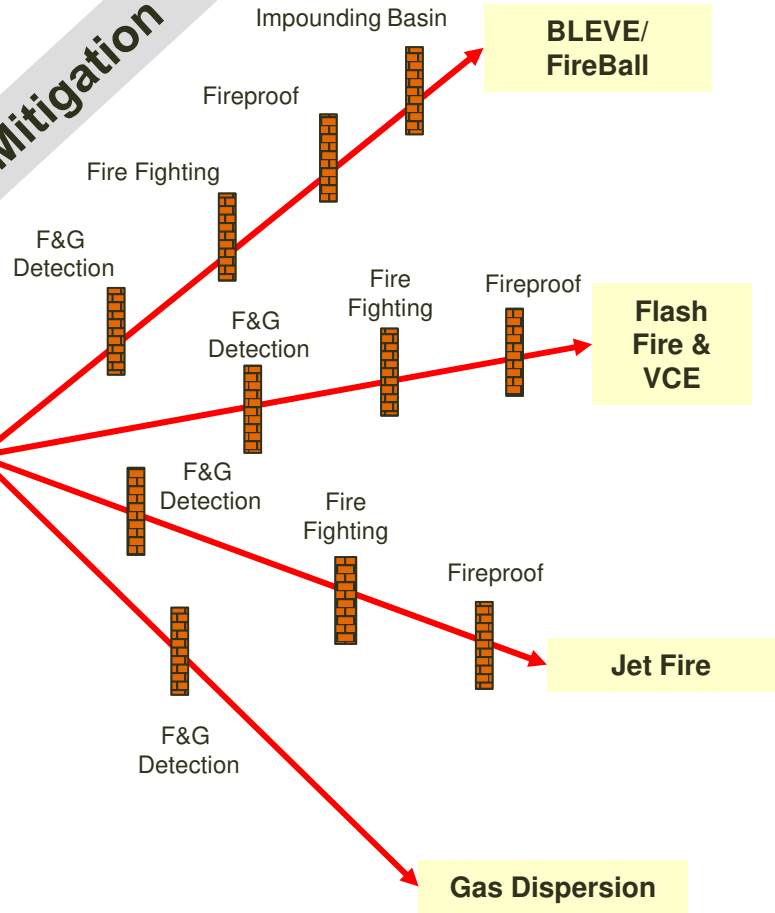 Mitigation
Impounding Basin
BLEVE/
FireBall
Fireproof
Fire Fighting
F&G
Detection
Fire
Fighting
Fireproof
Flash
Fire &
VCE
F&G
Detection
F&G
Detection
Fire
Fighting
Fireproof
Jet Fire
F&G
Detection
Gas Dispersion